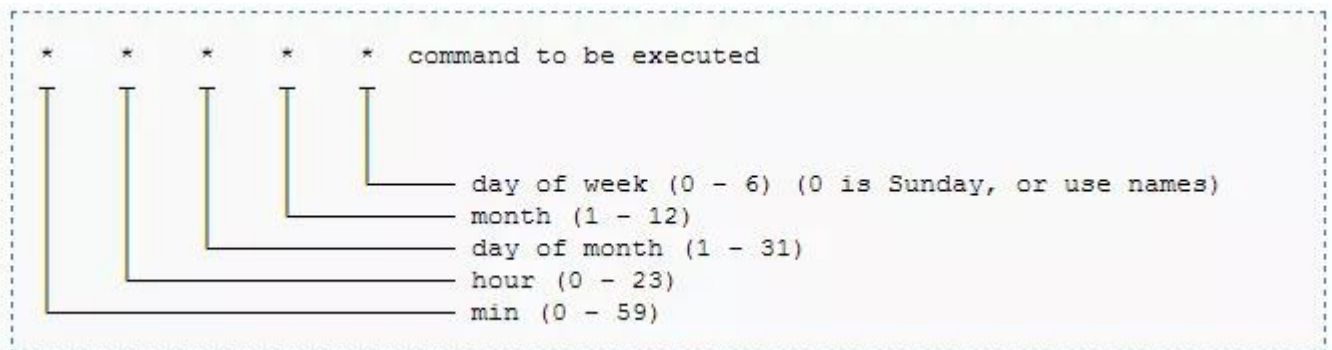 * * * * * command to be executed
day of week (0 - 6) (0 is Sunday, or use names)
month (1 - 12)
day of month (1 - 31)
hour (0 - 23)
min (0 - 59)